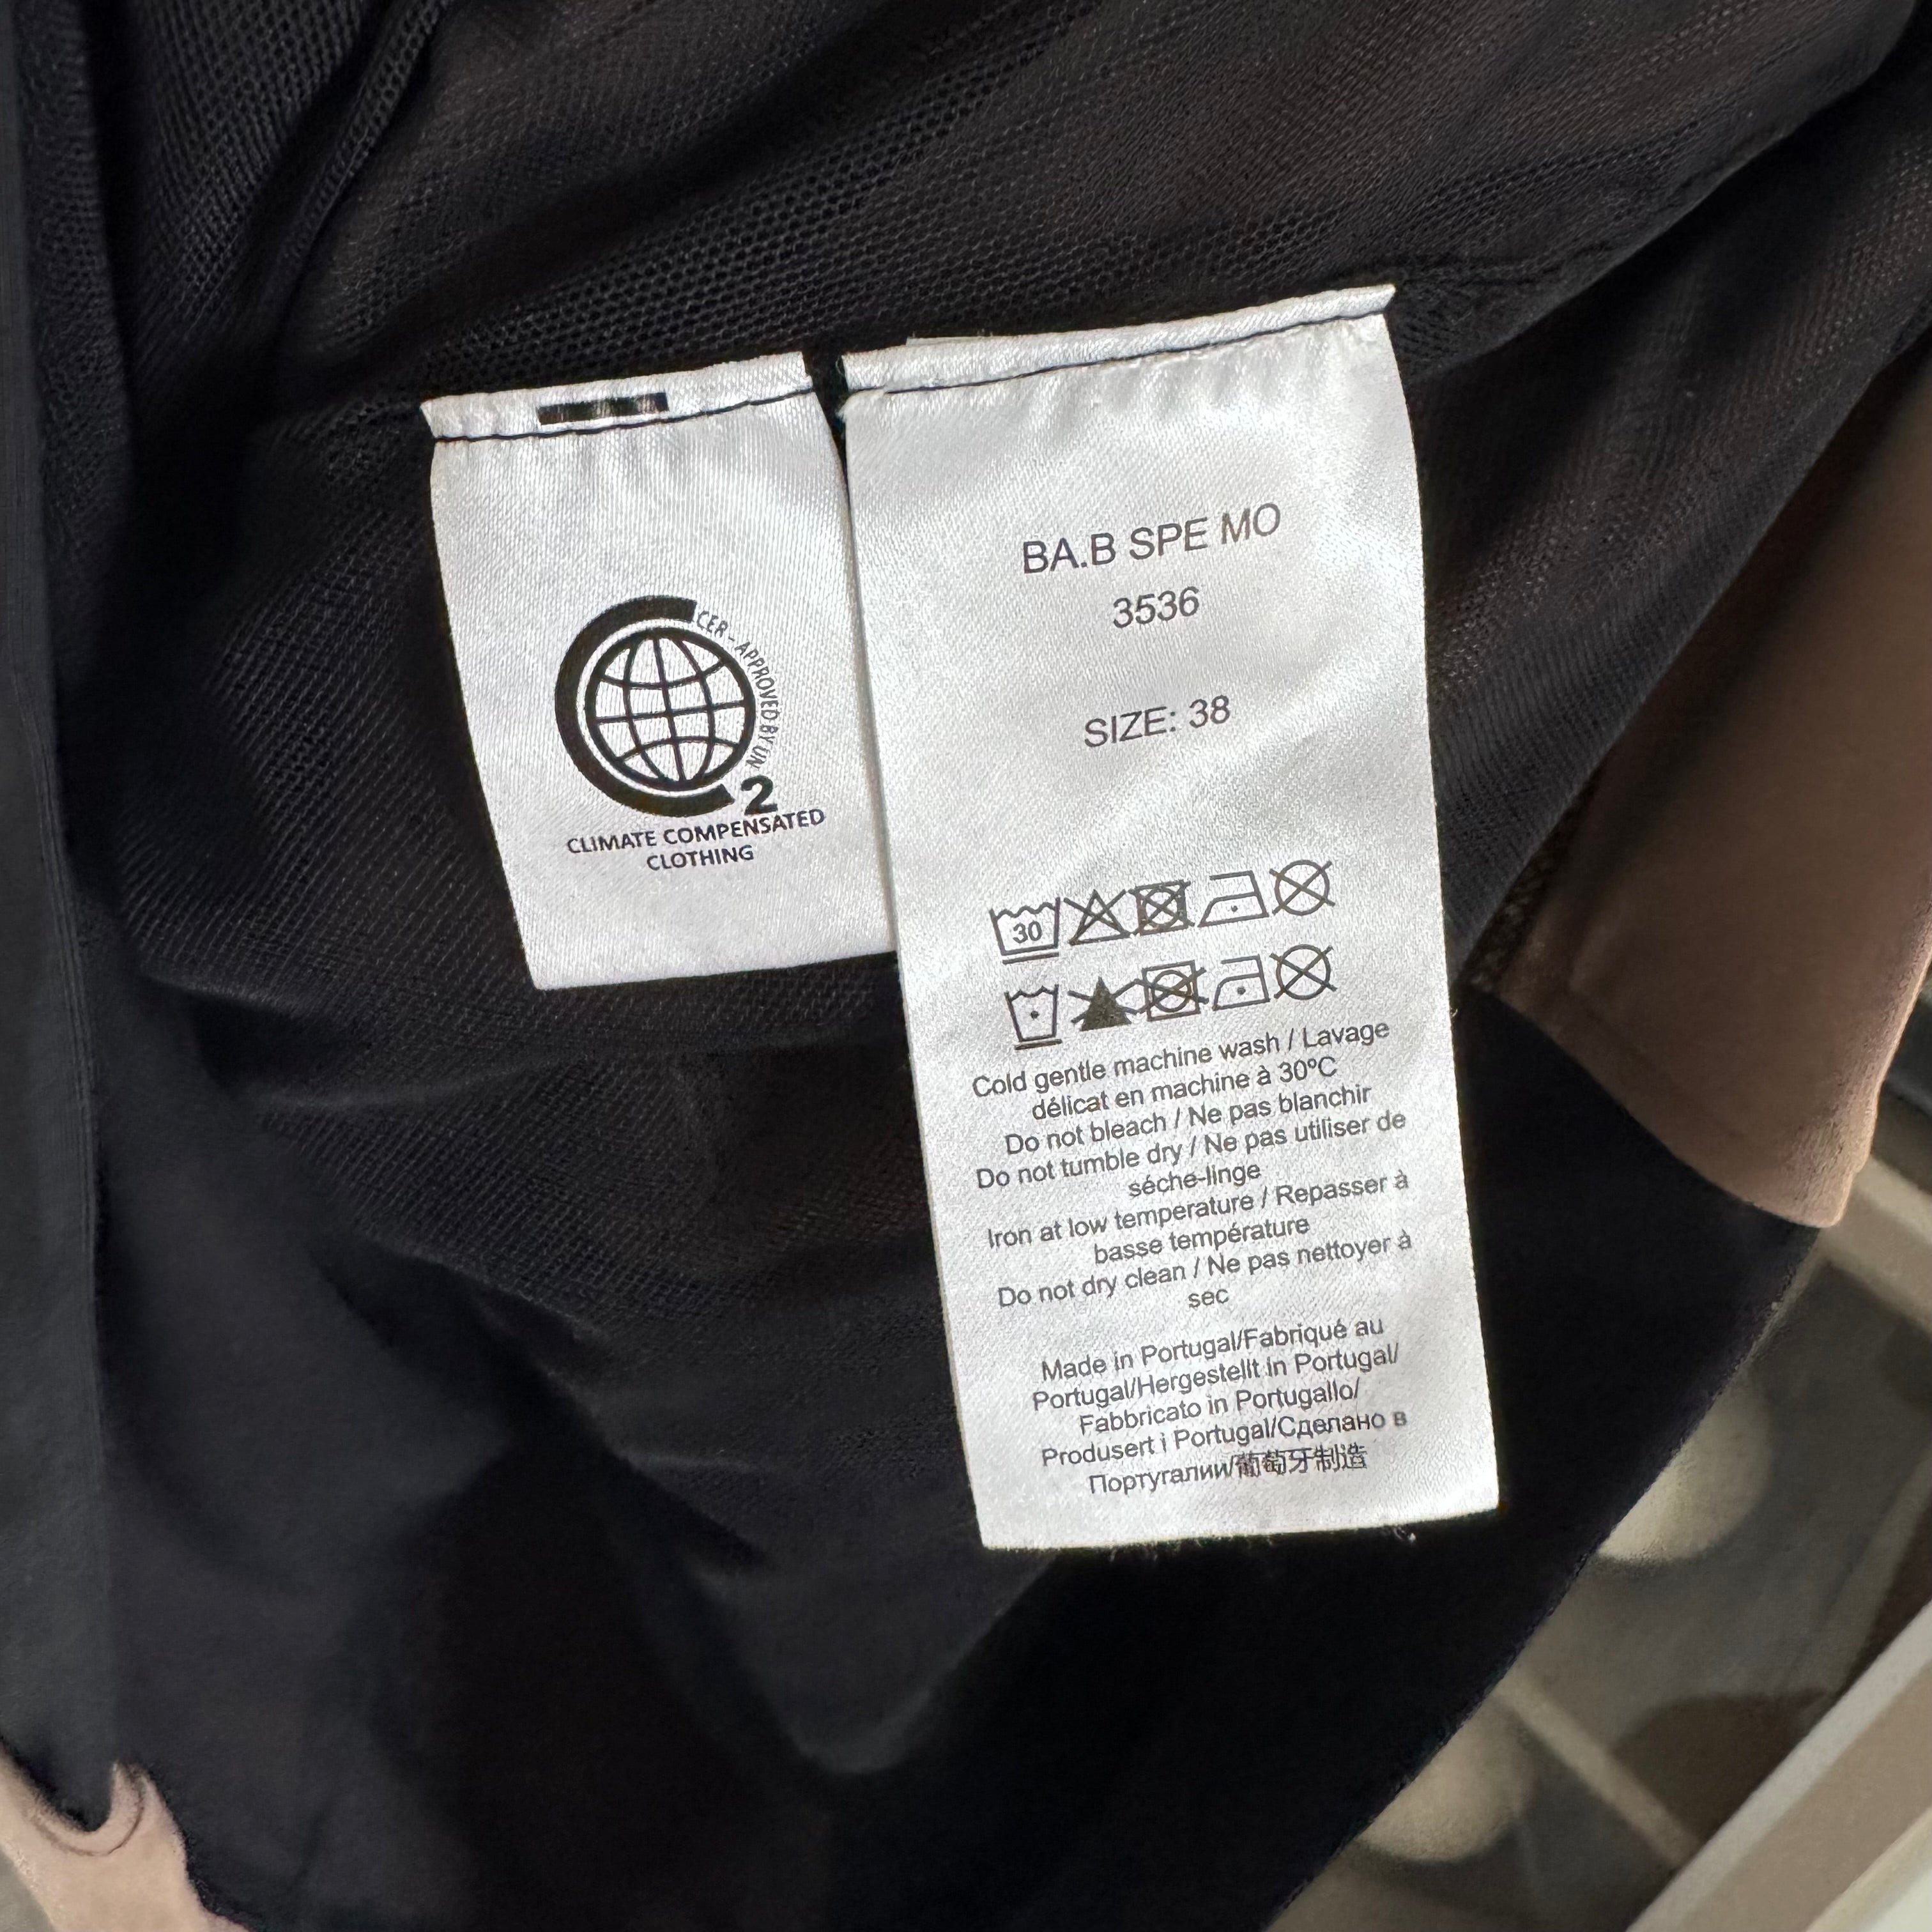 CER - APPROVED BY UN
2
CLIMATE COMPENSATED
CLOTHING
BA.B SPE MO
3536
SIZE: 38
30
Cold gentle machine wash / Lavage
délicat en machine à 30ºC
Do not bleach / Ne pas blanchir
Do not tumble dry / Ne pas utiliser de
séche-linge
Iron at low temperature / Repasser à
basse température
Do not dry clean / Ne pas nettoyer à
sec
Made in Portugal/Fabriqué au
Portugal/Hergestellt in Portugal/
Fabbricato in Portugallo/
Produsert i Portugal/Сделано в
Португалии/葡萄牙制造